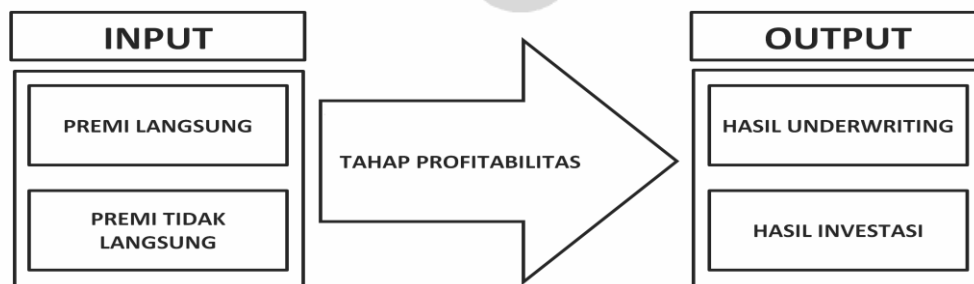 INPUT
PREMI LANGSUNG
PREMI TIDAK
LANGSUNG
TAHAP PROFITABILITAS
OUTPUT
HASIL UNDERWRITING
HASIL INVESTASI